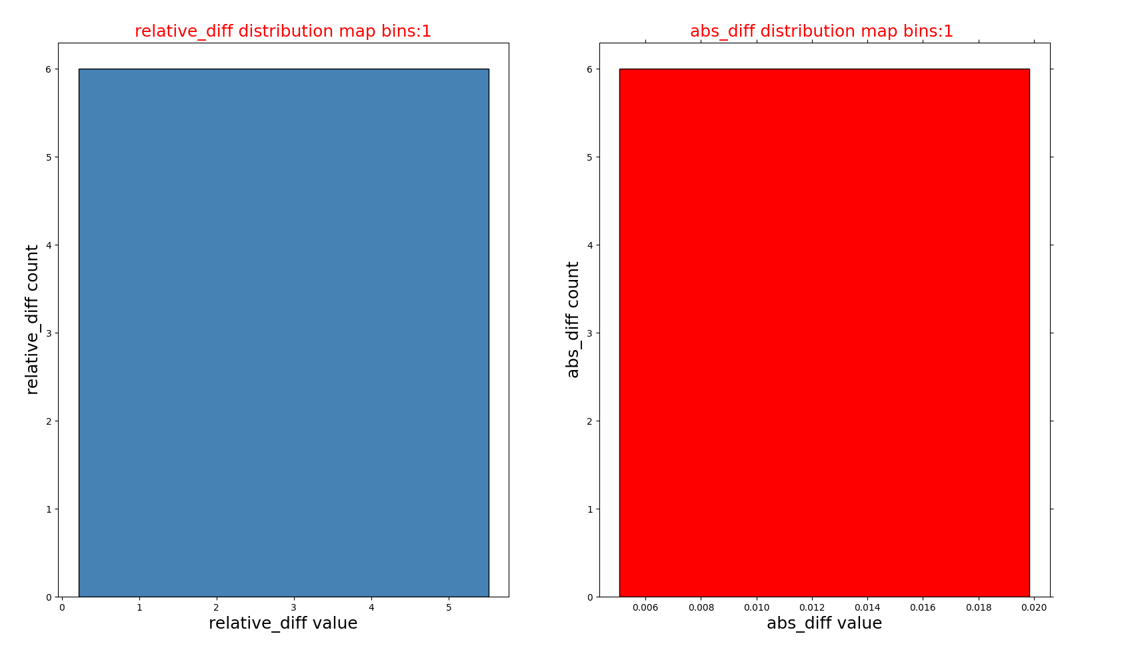 relative_diff distribution map bins:1
relative_diff count
6
5
4
3
2
1
0
0 1 2 3 4 5
relative_diff value
abs_diff distribution map bins:1
abs_diff count
6
5
4
3
2
1
0
0.006 0.008 0.010 0.012 0.014 0.016 0.018 0.020
abs_diff value